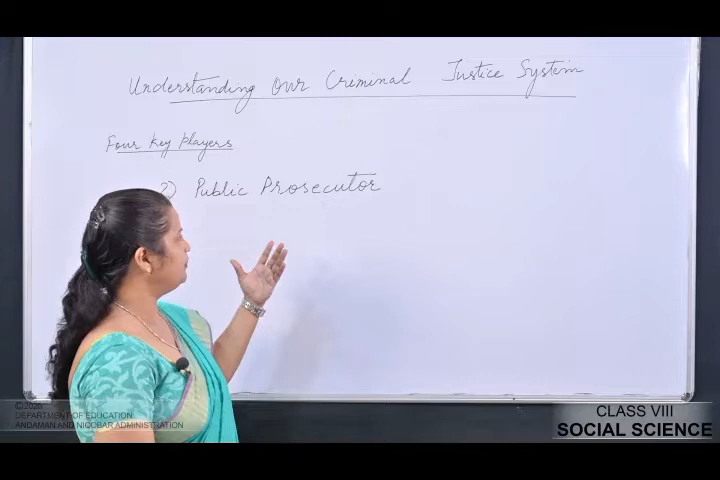 Understanding Our Criminal Justice System
Four Key Players
2) Public Prosecutor
©2020
DEPARTMENT OF EDUCATION
ANDAMAN AND NICOBAR ADMINISTRATION
CLASS VIII
SOCIAL SCIENCE